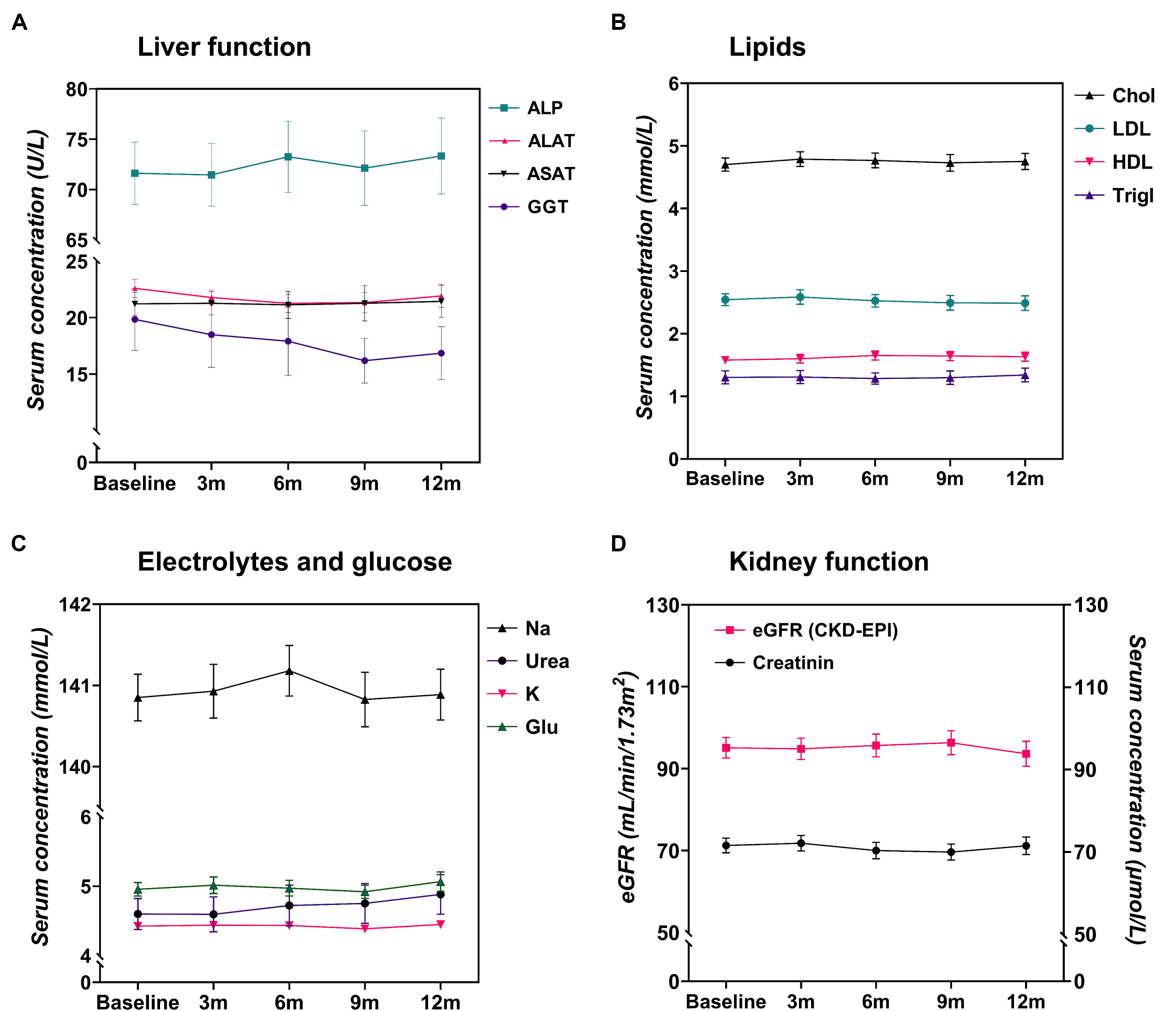 A
Liver function
Serum concentration (U/L)
80
75
70
65
25
20
15
0
Baseline 3m 6m 9m 12m
ALP
ALAT
ASAT
GGT
B
Lipids
Serum concentration (mmol/L)
6
5
4
3
2
1
0
Baseline 3m 6m 9m 12m
Chol
LDL
HDL
Trigl
C
Electrolytes and glucose
Serum concentration (mmol/L)
142
141
140
6
5
4
0
Baseline 3m 6m 9m 12m
Na
Urea
K
Glu
D
Kidney function
eGFR (mL/min/1.73m²)
130
110
90
70
50
0
eGFR (CKD-EPI)
Creatinin
Baseline 3m 6m 9m 12m
130
110
90
70
50
0
Serum concentration (µmol/L)